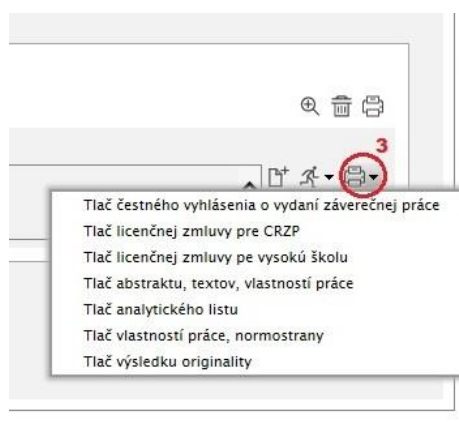 3
Tlač čestného vyhlásenia o vydaní záverečnej práce
Tlač licenčnej zmluvy pre CRZP
Tlač licenčnej zmluvy pe vysokú školu
Tlač abstraktu, textov, vlastností práce
Tlač analytického listu
Tlač vlastností práce, normostrany
Tlač výsledku originality